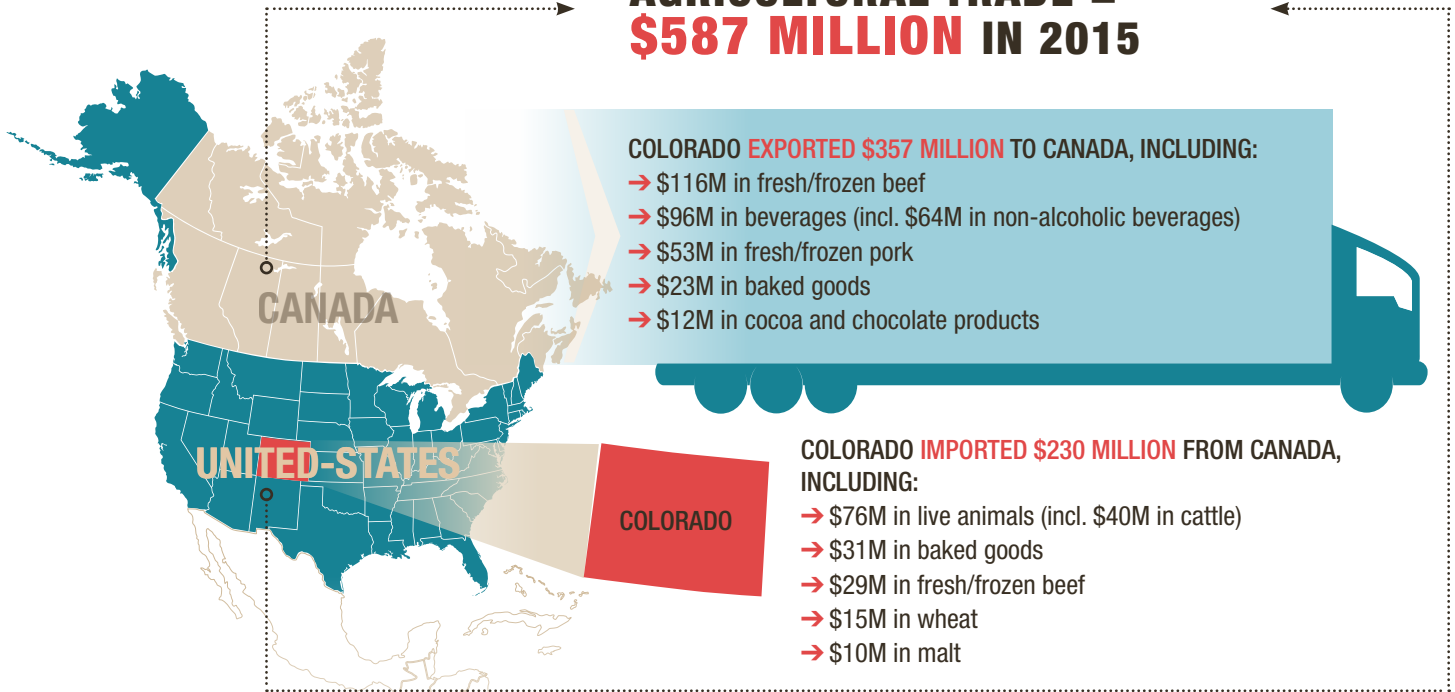 AGRICULTURAL TRADE =
$587 MILLION IN 2015
COLORADO EXPORTED $357 MILLION TO CANADA, INCLUDING:
➔ $116M in fresh/frozen beef
➔ $96M in beverages (incl. $64M in non-alcoholic beverages)
➔ $53M in fresh/frozen pork
➔ $23M in baked goods
➔ $12M in cocoa and chocolate products
CANADA
UNITED-STATES
COLORADO
COLORADO IMPORTED $230 MILLION FROM CANADA,
INCLUDING:
➔ $76M in live animals (incl. $40M in cattle)
➔ $31M in baked goods
➔ $29M in fresh/frozen beef
➔ $15M in wheat
➔ $10M in malt